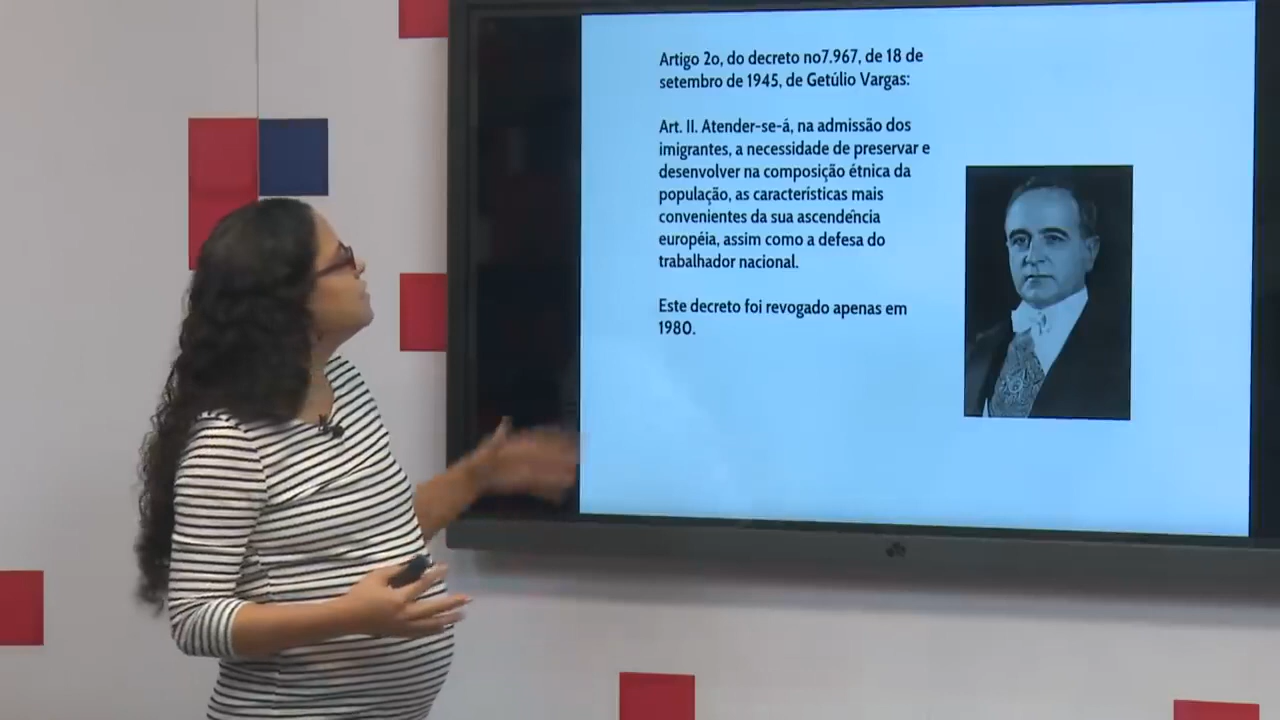 Artigo 2o, do decreto no7.967, de 18 de
setembro de 1945, de Getúlio Vargas:
Art. II. Atender-se-á, na admissão dos
imigrantes, a necessidade de preservar e
desenvolver na composição étnica da
população, as características mais
convenientes da sua ascendência
européia, assim como a defesa do
trabalhador nacional.
Este decreto foi revogado apenas em
1980.